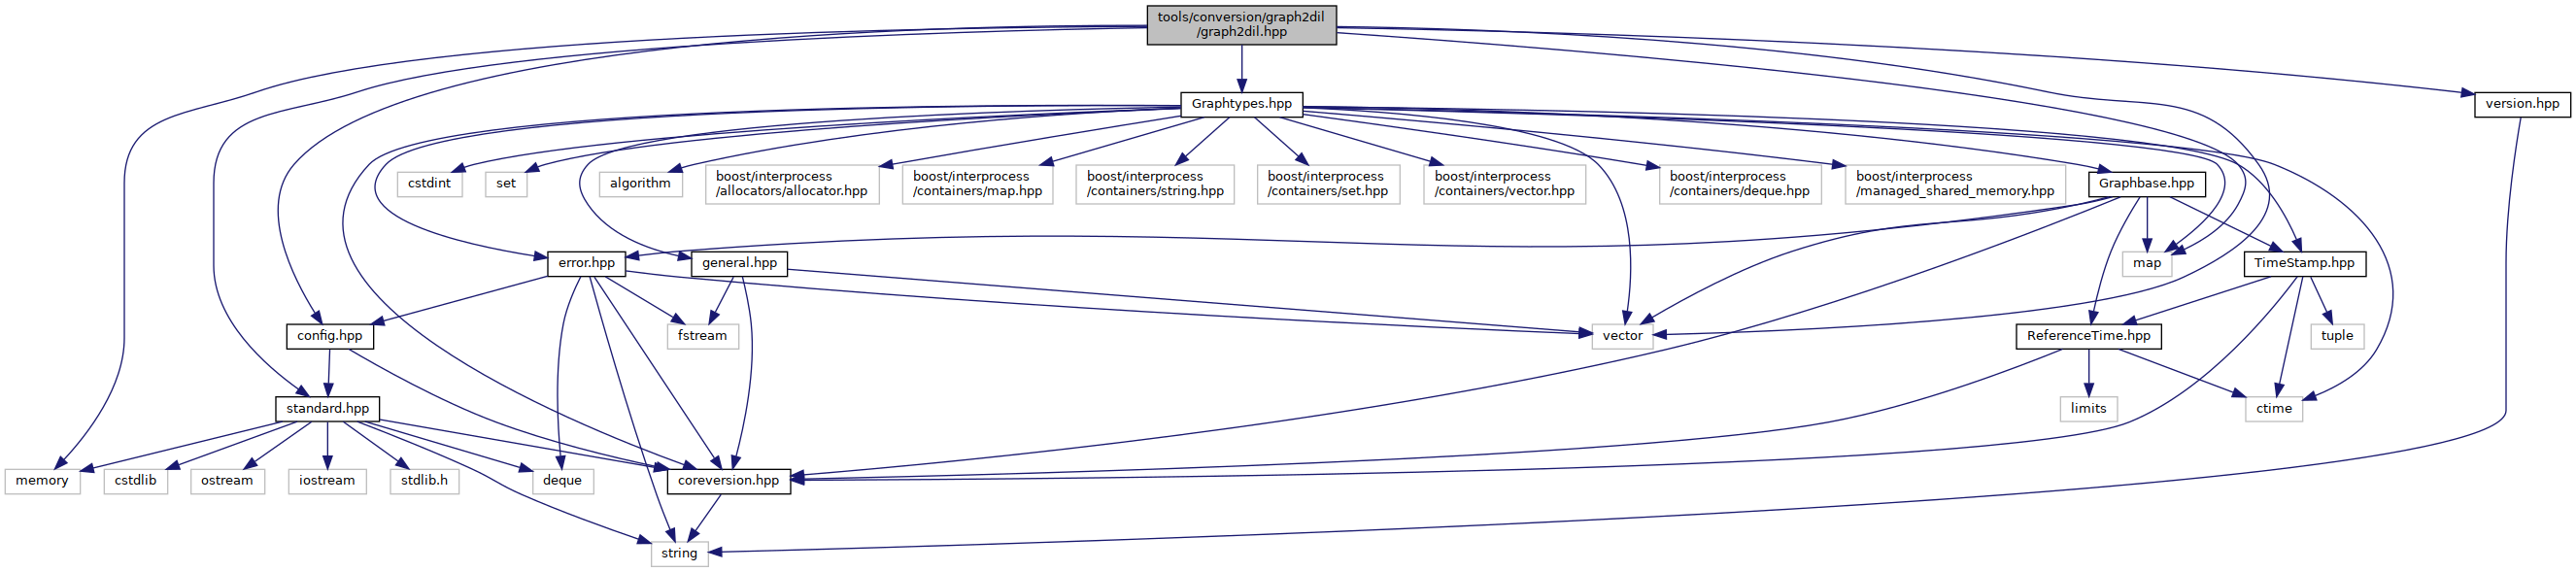 tools/conversion/graph2dil
/graph2dil.hpp
Graphtypes.hpp
version.hpp
cstdint
set
algorithm
boost/interprocess
/allocators/allocator.hpp
boost/interprocess
/containers/map.hpp
boost/interprocess
/containers/string.hpp
boost/interprocess
/containers/set.hpp
boost/interprocess
/containers/vector.hpp
boost/interprocess
/containers/deque.hpp
boost/interprocess
/managed_shared_memory.hpp
Graphbase.hpp
error.hpp
general.hpp
map
TimeStamp.hpp
config.hpp
fstream
vector
ReferenceTime.hpp
tuple
standard.hpp
limits
ctime
memory
cstdlib
ostream
iostream
stdlib.h
deque
coreversion.hpp
string